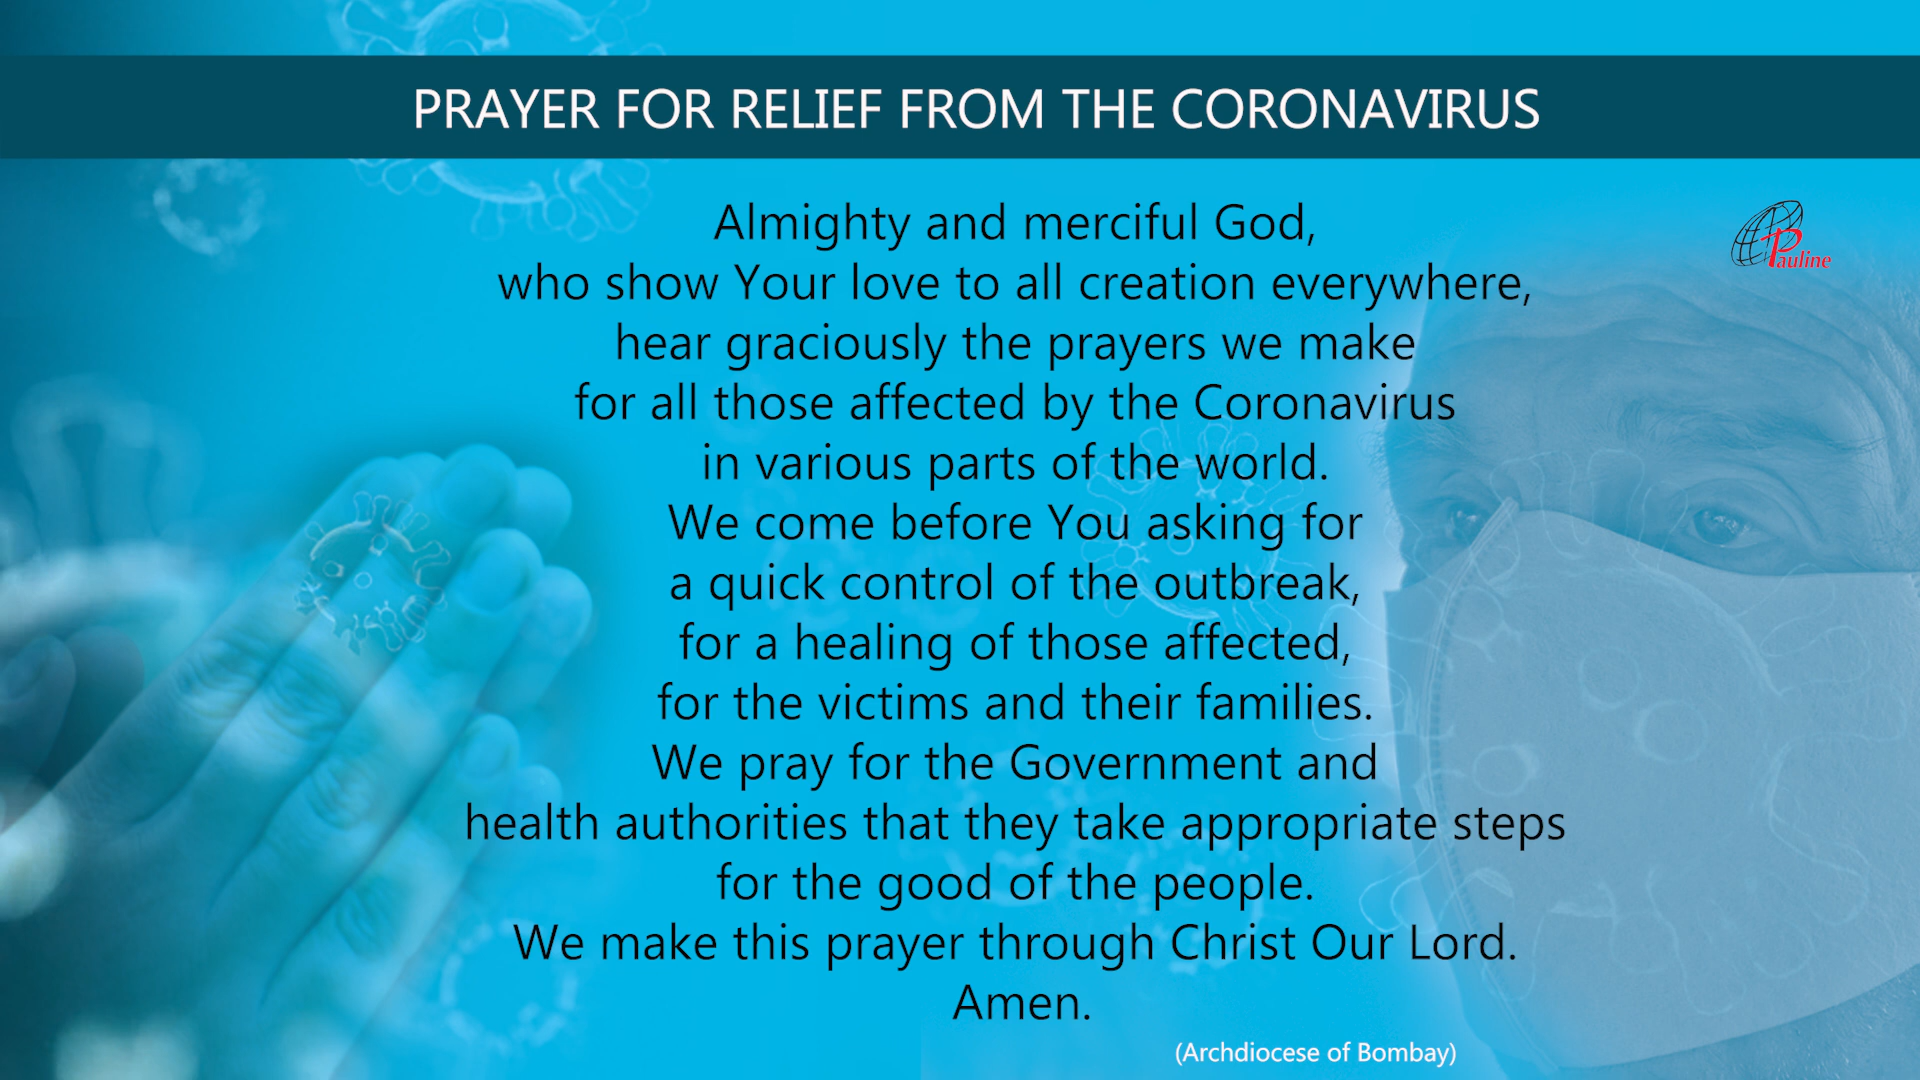 PRAYER FOR RELIEF FROM THE CORONAVIRUS
Almighty and merciful God,
who show Your love to all creation everywhere,
hear graciously the prayers we make
for all those affected by the Coronavirus
in various parts of the world.
We come before You asking for
a quick control of the outbreak,
for a healing of those affected,
for the victims and their families.
We pray for the Government and
health authorities that they take appropriate steps
for the good of the people.
We make this prayer through Christ Our Lord.
Amen.
(Archdiocese of Bombay)
Pauline